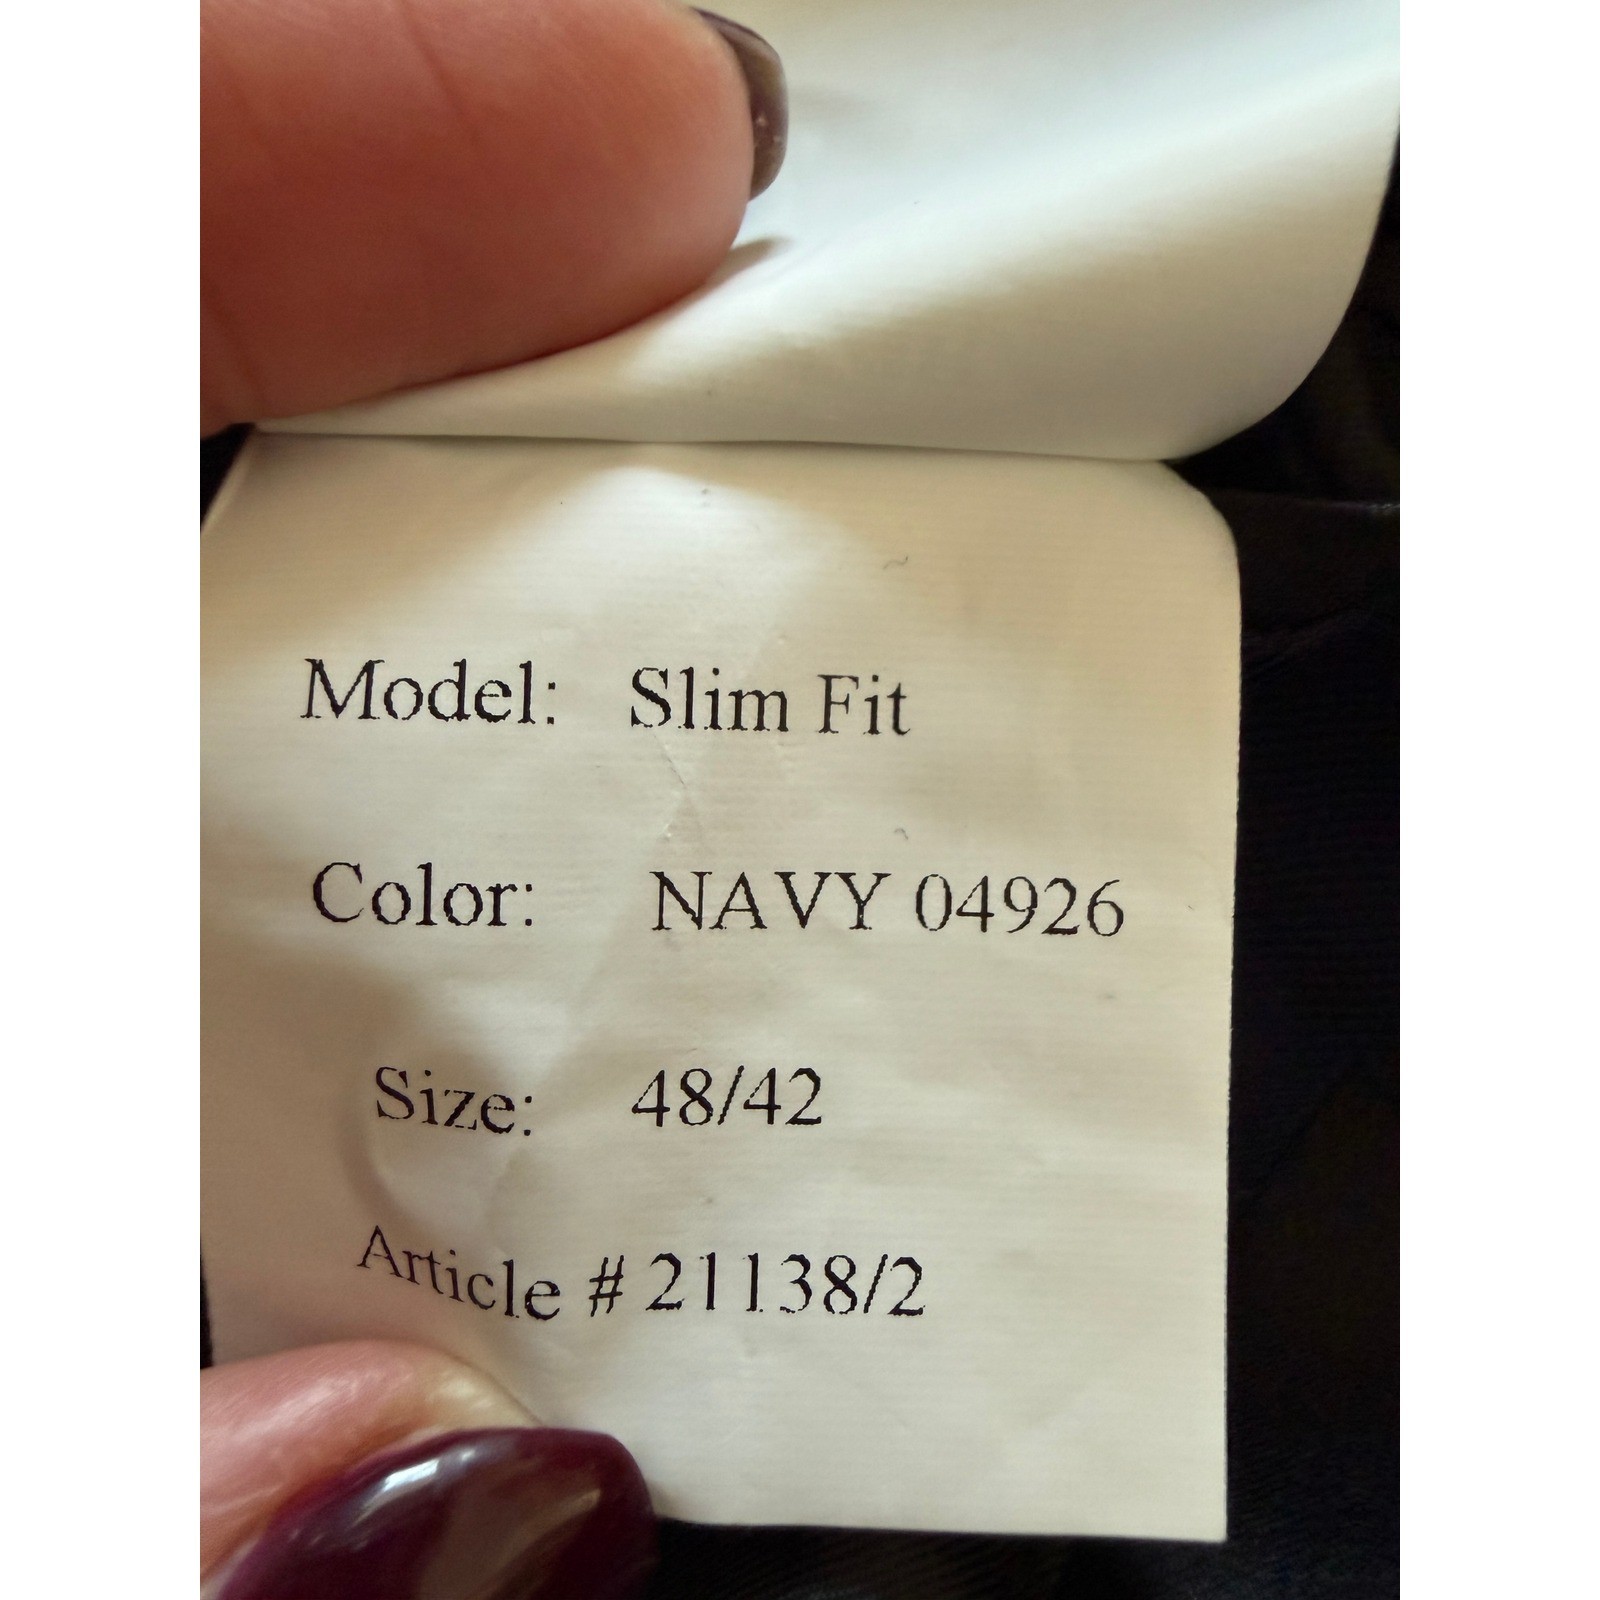 Model: Slim Fit
Color: NAVY 04926
Size: 48/42
Article # 21138/2